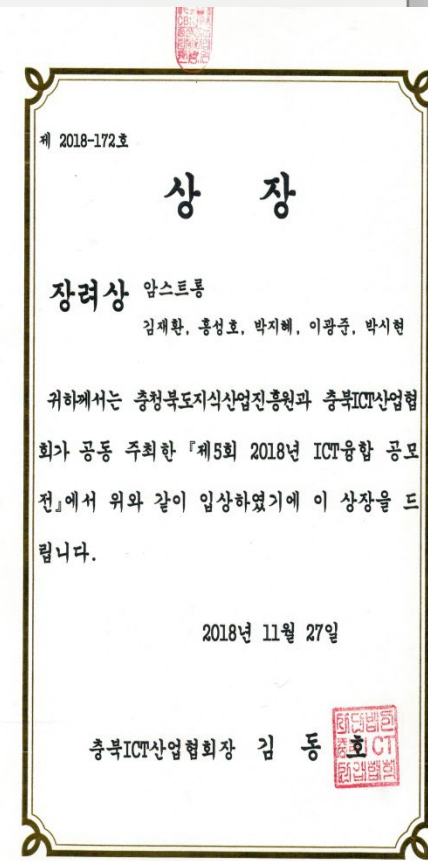 제 2018-172호
상 장
장려상 암스트롱
김재환, 홍성호, 박지혜, 이광준, 박시현
귀하께서는 충청북도지식산업진흥원과 충북ICT산업협
회가 공동 주최한 『제5회 2018년 ICT융합 공모
전』에서 위와 같이 입상하였기에 이 상장을 드
립니다.
2018년 11월 27일
충북ICT산업협회장 김 동 호